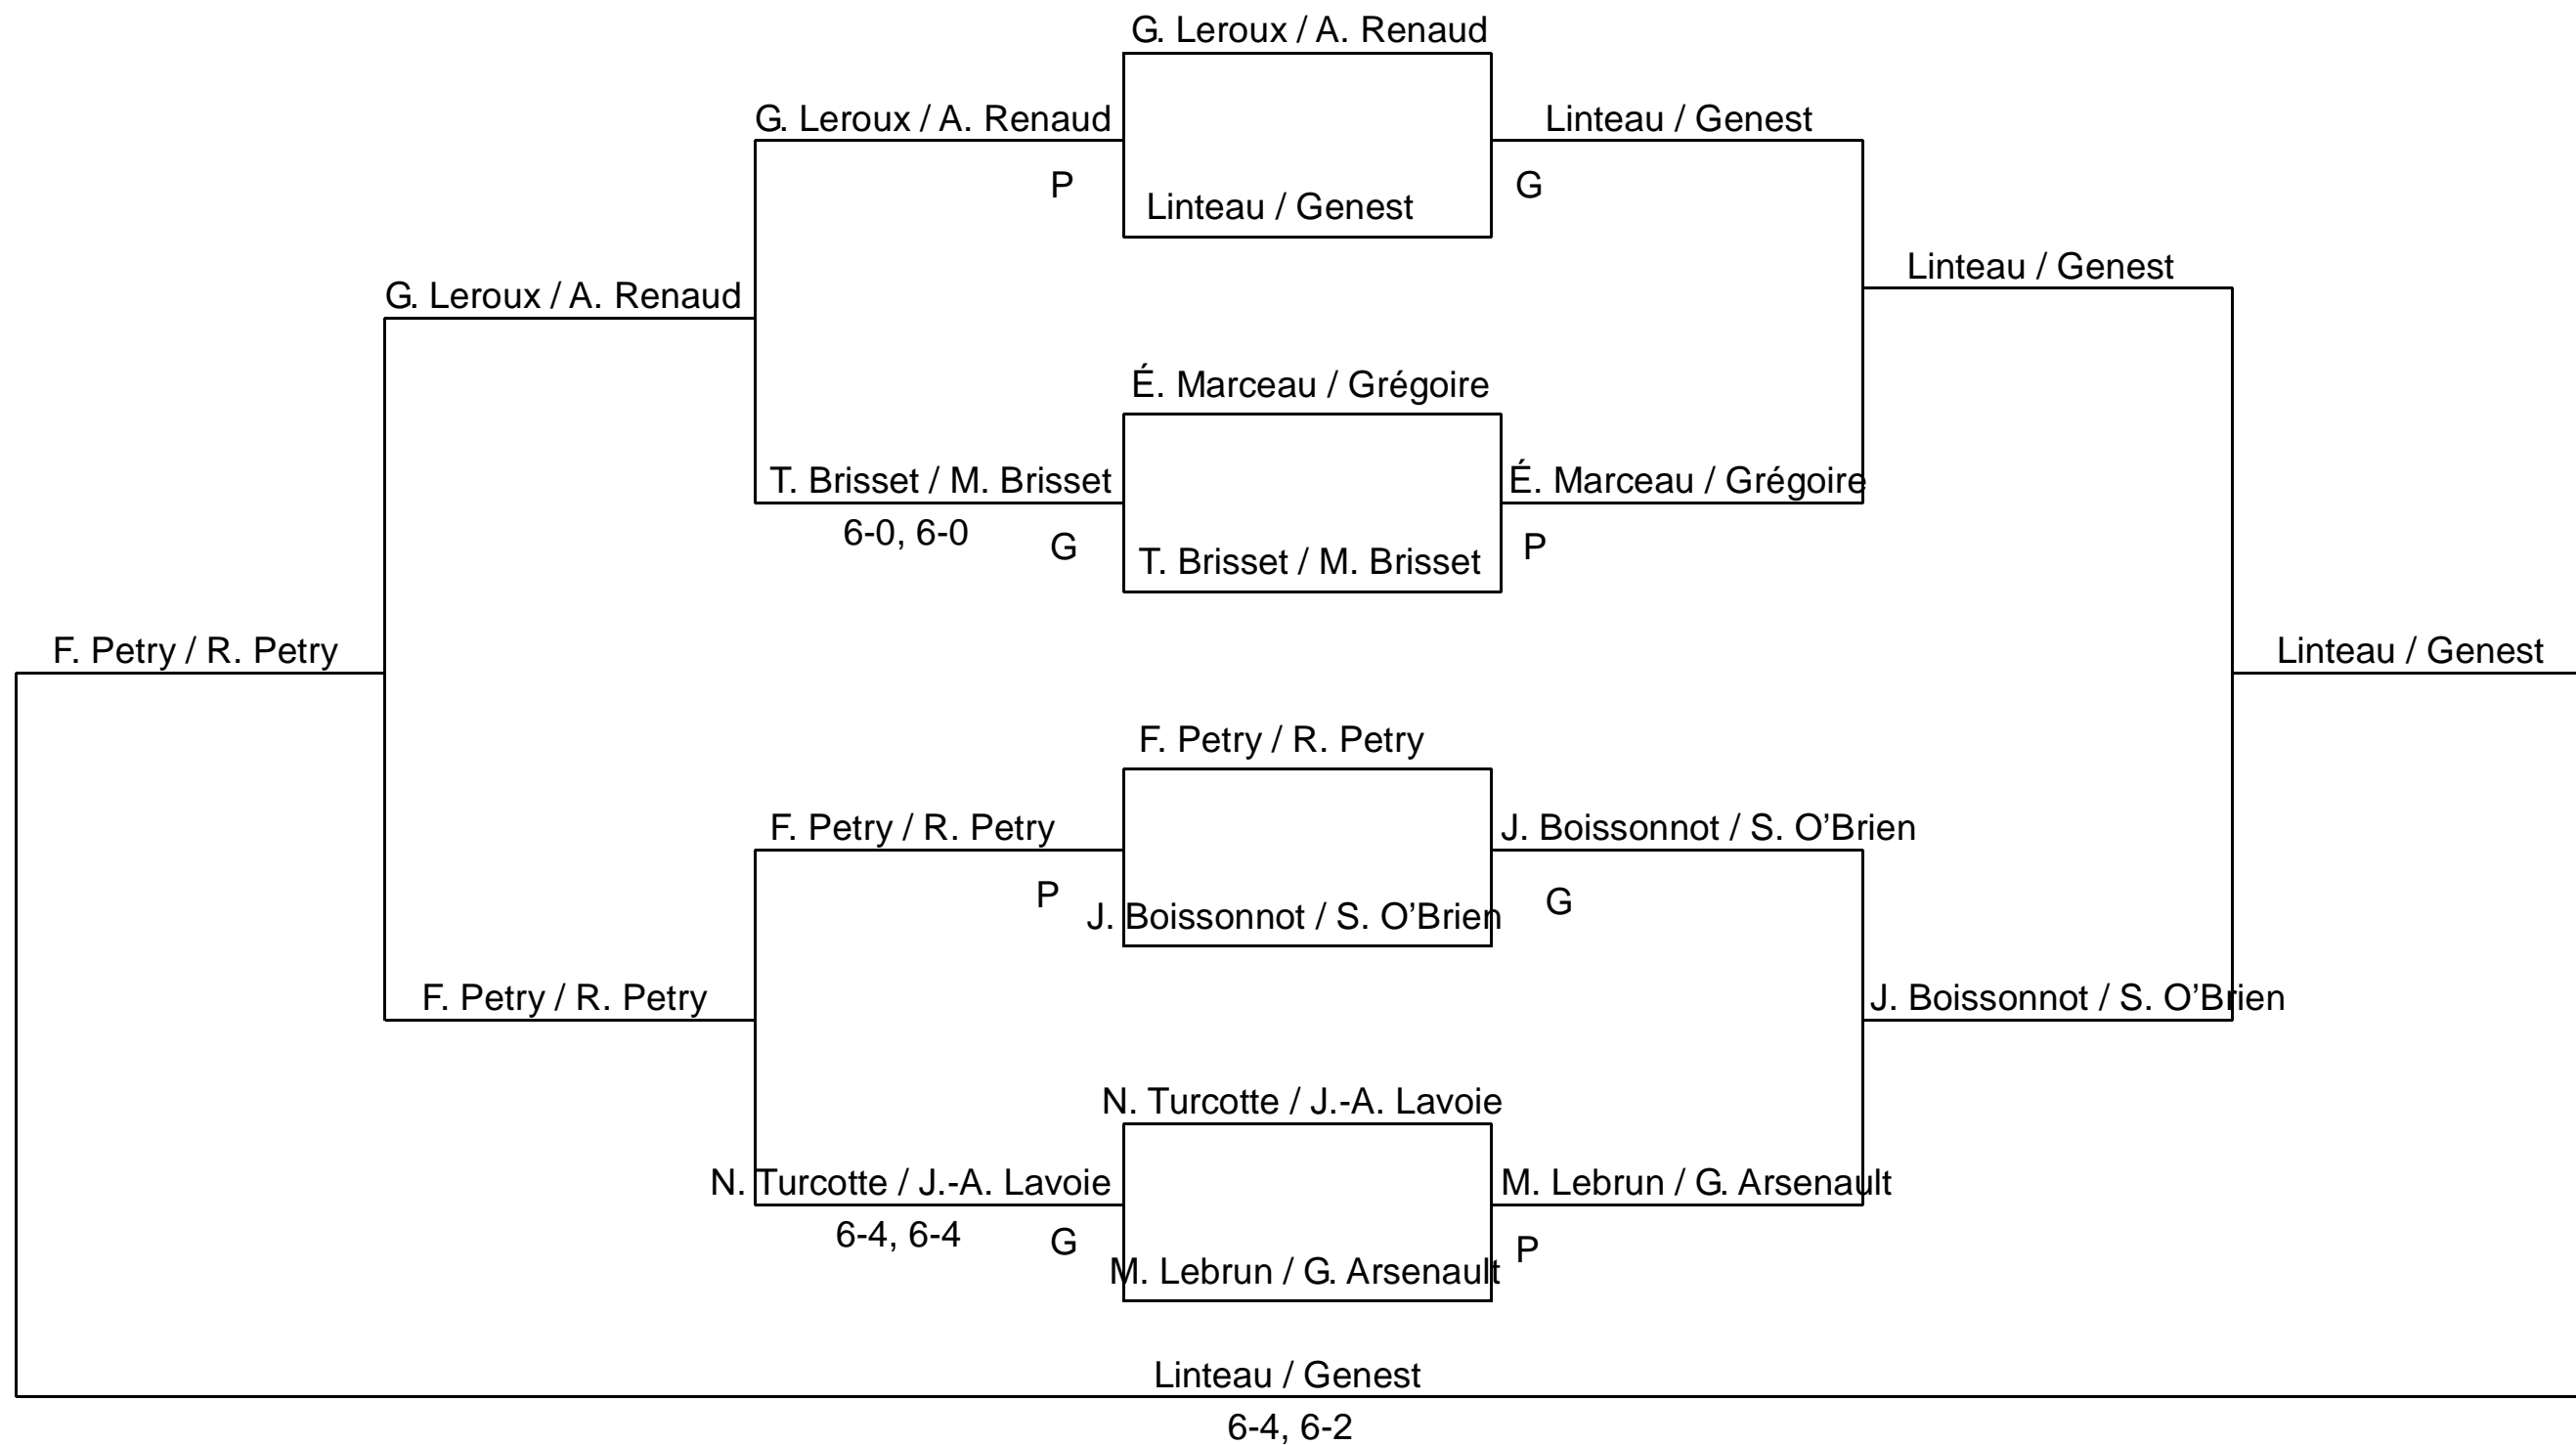 G. Leroux / A. Renaud
G. Leroux / A. Renaud
Linteau / Genest
P
G
Linteau / Genest
Linteau / Genest
G. Leroux / A. Renaud
É. Marceau / Grégoire
T. Brisset / M. Brisset
É. Marceau / Grégoire
6-0, 6-0
G
P
T. Brisset / M. Brisset
F. Petry / R. Petry
Linteau / Genest
F. Petry / R. Petry
F. Petry / R. Petry
J. Boissonnot / S. O’Brien
P
G
J. Boissonnot / S. O’Brien
F. Petry / R. Petry
J. Boissonnot / S. O’Brien
N. Turcotte / J.-A. Lavoie
N. Turcotte / J.-A. Lavoie
M. Lebrun / G. Arsenault
6-4, 6-4
G
P
M. Lebrun / G. Arsenault
Linteau / Genest
6-4, 6-2